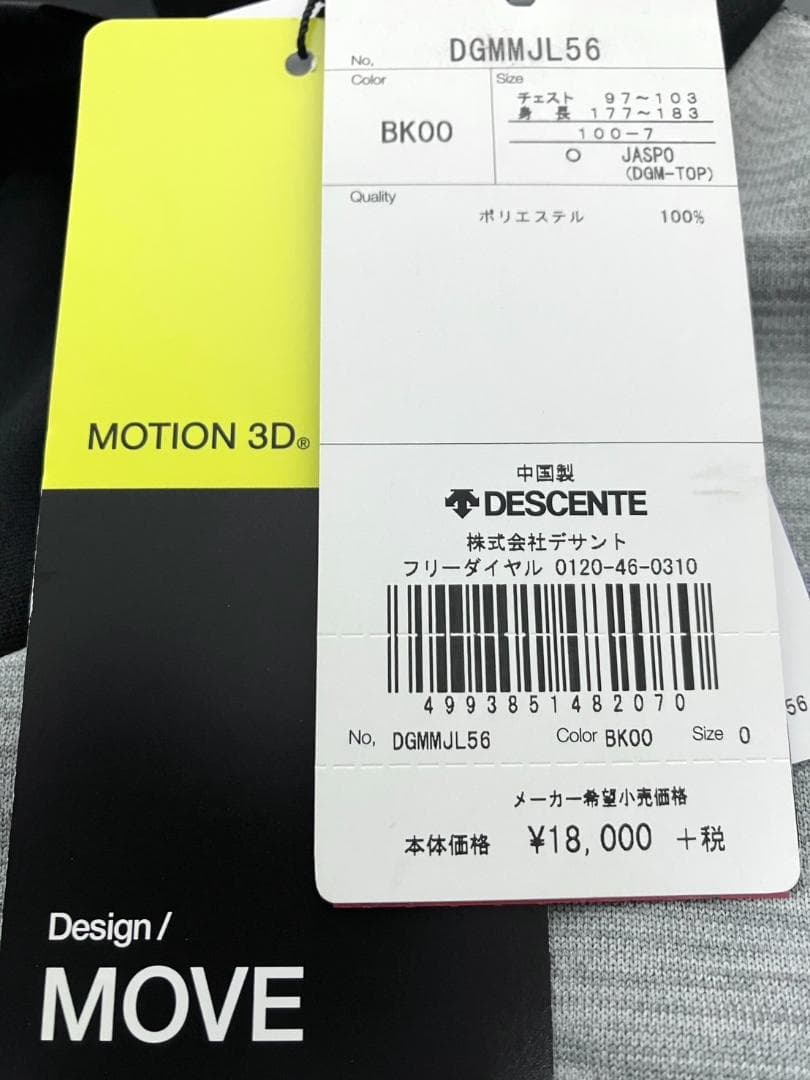 MOTION 3D®
Design /
MOVE
No, DGMMJL56
Color
BK00
Size
チェスト 97~103
身 長 177~183
100-7
O JASPO
(DGM-TOP)
Quality
ポリエステル 100%
中国製
DESCENTE
株式会社デサント
フリーダイヤル 0120-46-0310
4993851482070
No, DGMMJL56 Color BK00 Size O
メーカー希望小売価格
本体価格 ¥18,000 +税
56